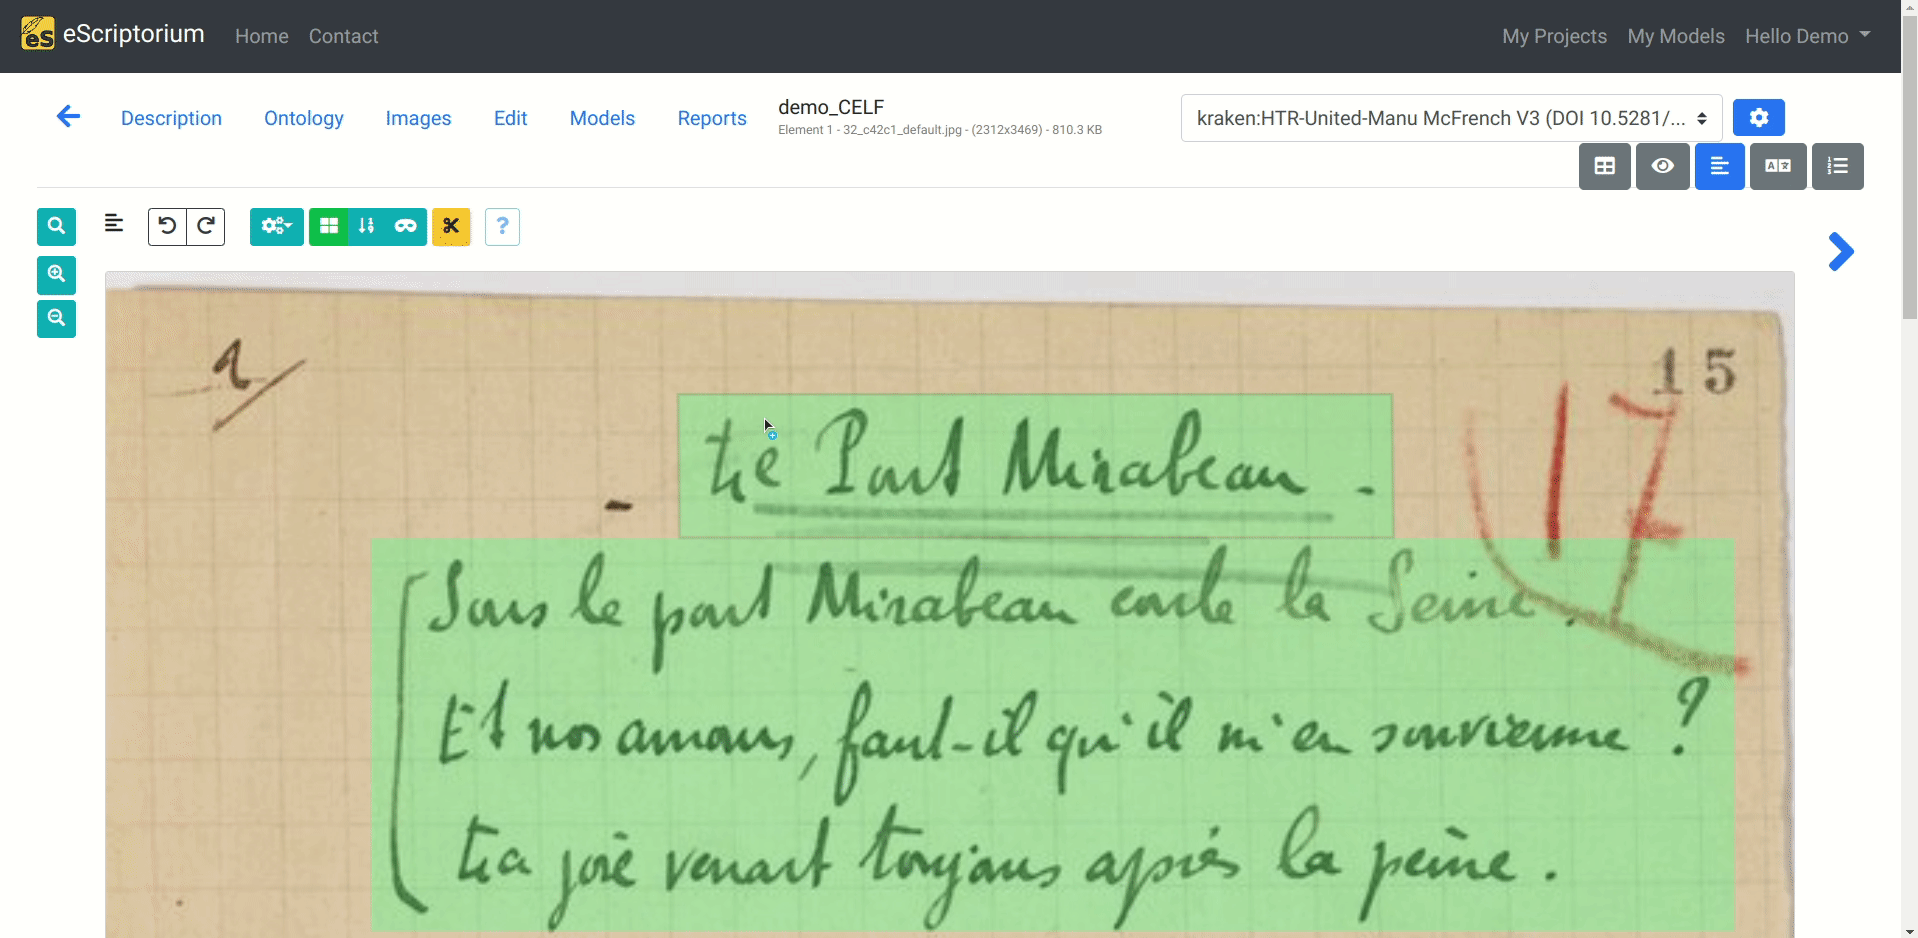 eScriptorium Home Contact My Projects My Models Hello Demo
Description Ontology Images Edit Models Reports
demo_CELF
Element 1 - 32_c42c1_default.jpg - (2312x3469) - 810.3 KB
kraken:HTR-United-Manu McFrench V3 (DOI 10.5281/...
1
15
17
- Le Pont Mirabeau -
Sous le pont Mirabeau coule la Seine.
Et nos amours, faut-il qu'il m'en souvienne ?
La joie venait toujours après la peine.